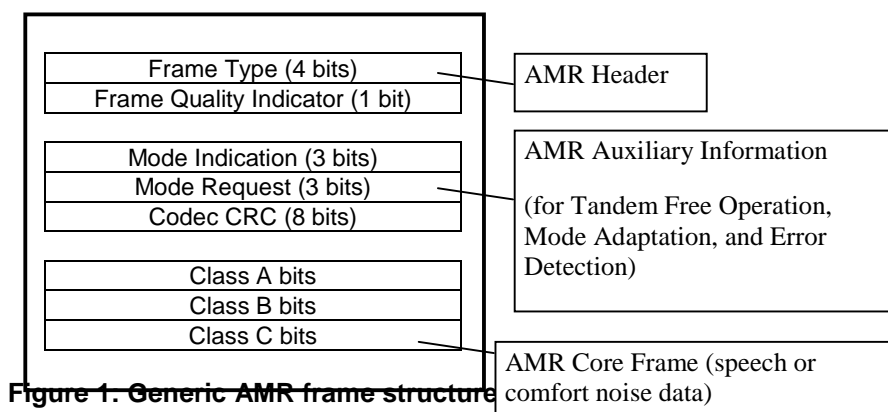 Frame Type (4 bits)
Frame Quality Indicator (1 bit)
AMR Header
Mode Indication (3 bits)
Mode Request (3 bits)
Codec CRC (8 bits)
AMR Auxiliary Information
(for Tandem Free Operation,
Mode Adaptation, and Error
Detection)
Class A bits
Class B bits
Class C bits
AMR Core Frame (speech or
comfort noise data)
Figure 1: Generic AMR frame structure